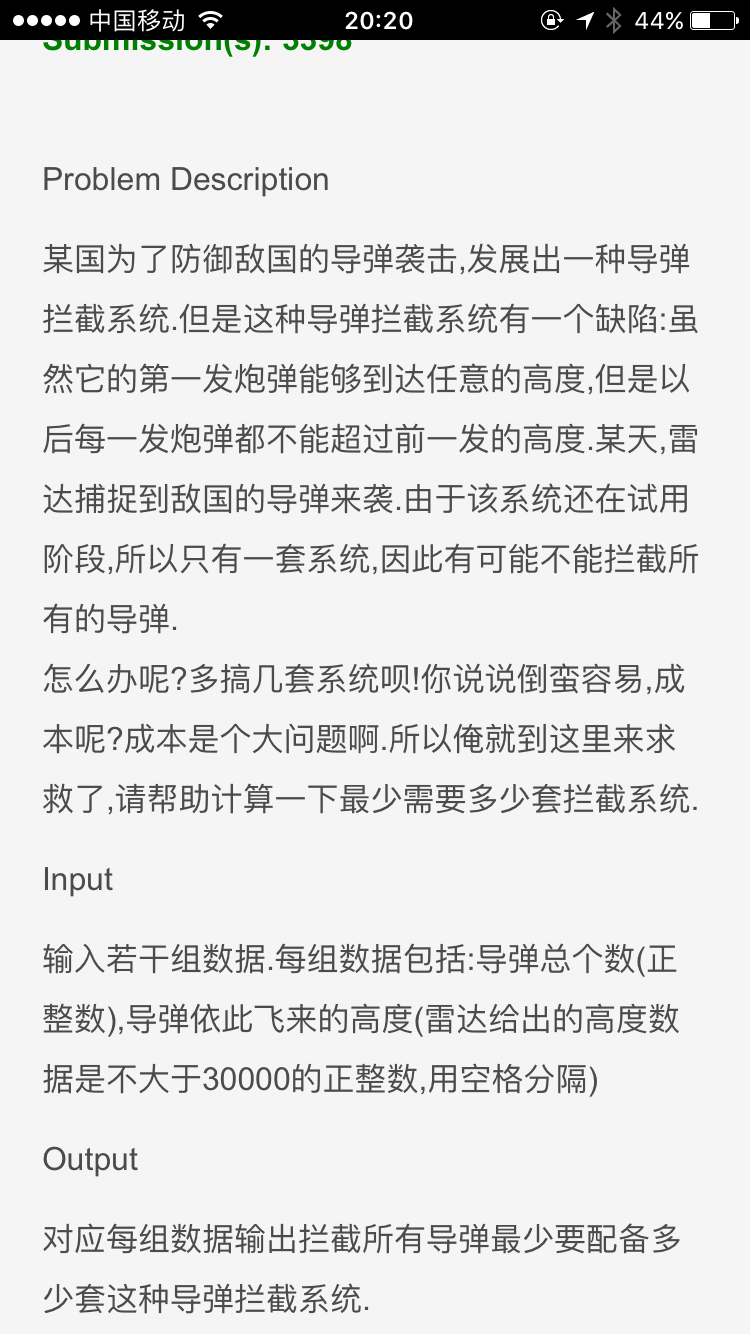 中国移动 20:20 44%
Submission(s): 3398
Problem Description
某国为了防御敌国的导弹袭击,发展出一种导弹
拦截系统.但是这种导弹拦截系统有一个缺陷:虽
然它的第一发炮弹能够到达任意的高度,但是以
后每一发炮弹都不能超过前一发的高度.某天,雷
达捕捉到敌国的导弹来袭.由于该系统还在试用
阶段,所以只有一套系统,因此有可能不能拦截所
有的导弹.
怎么办呢?多搞几套系统呗!你说说倒蛮容易,成
本呢?成本是个大问题啊.所以俺就到这里来求
救了,请帮助计算一下最少需要多少套拦截系统.
Input
输入若干组数据.每组数据包括:导弹总个数(正
整数),导弹依此飞来的高度(雷达给出的高度数
据是不大于30000的正整数,用空格分隔)
Output
对应每组数据输出拦截所有导弹最少要配备多
少套这种导弹拦截系统.